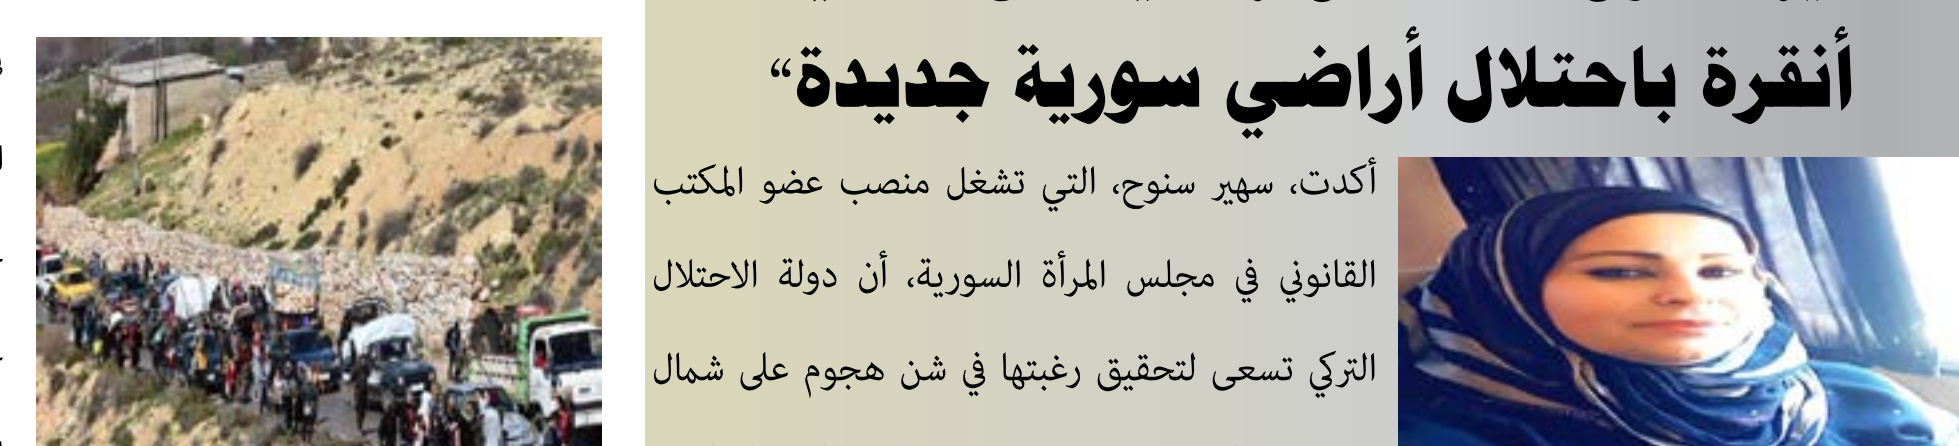 أنقرة باحتلال أراضي سورية جديدة“
أكدت، سهير سنوح، التي تشغل منصب عضو المكتب
القانوني في مجلس المرأة السورية، أن دولة الاحتلال
التركي تسعى لتحقيق رغبتها في شن هجوم على شمال